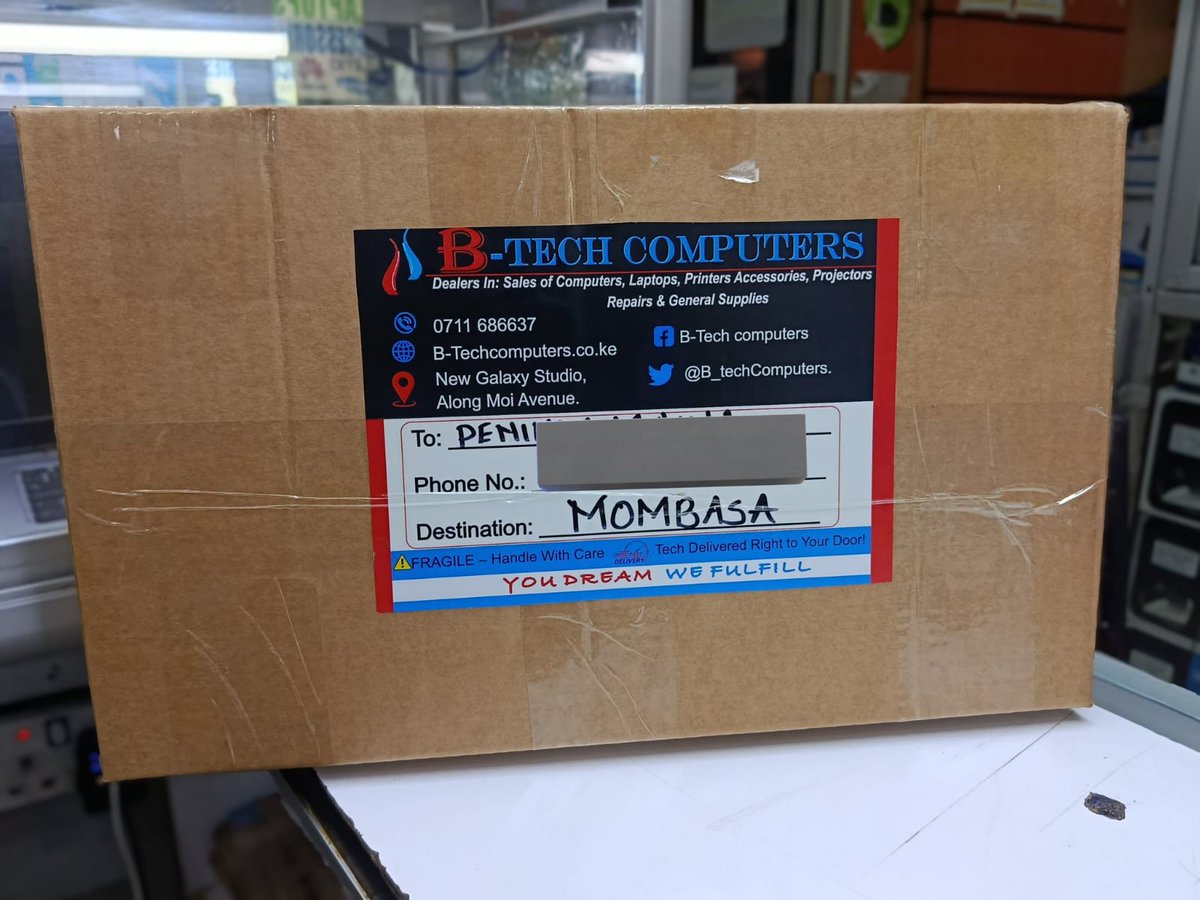 B-TECH COMPUTERS
Dealers In: Sales of Computers, Laptops, Printers Accessories, Projectors
Repairs & General Supplies
0711 686637
B-Techcomputers.co.ke
New Galaxy Studio,
Along Moi Avenue.
B-Tech computers
@B_techComputers.
To:
Phone No.:
Destination: MOMBASA
FRAGILE – Handle With Care FAST DELIVERY Tech Delivered Right to Your Door!
YOU DREAM WE FULFILL